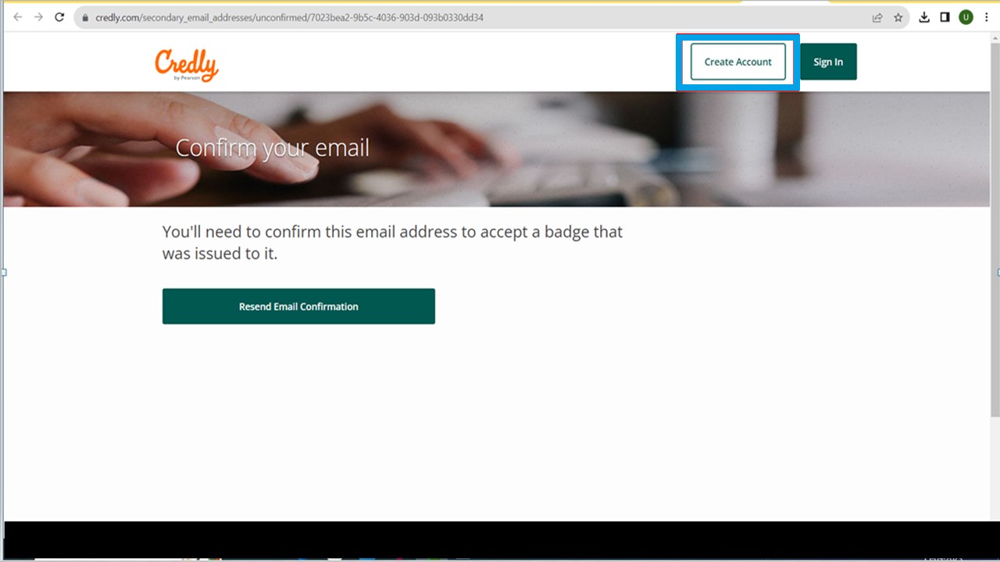 credly.com/secondary_email_addresses/unconfirmed/7023bea2-9b5c-4036-903d-093b0330dd34
U
Credly
by Pearson
Create Account
Sign In
Confirm your email
You'll need to confirm this email address to accept a badge that
was issued to it.
Resend Email Confirmation